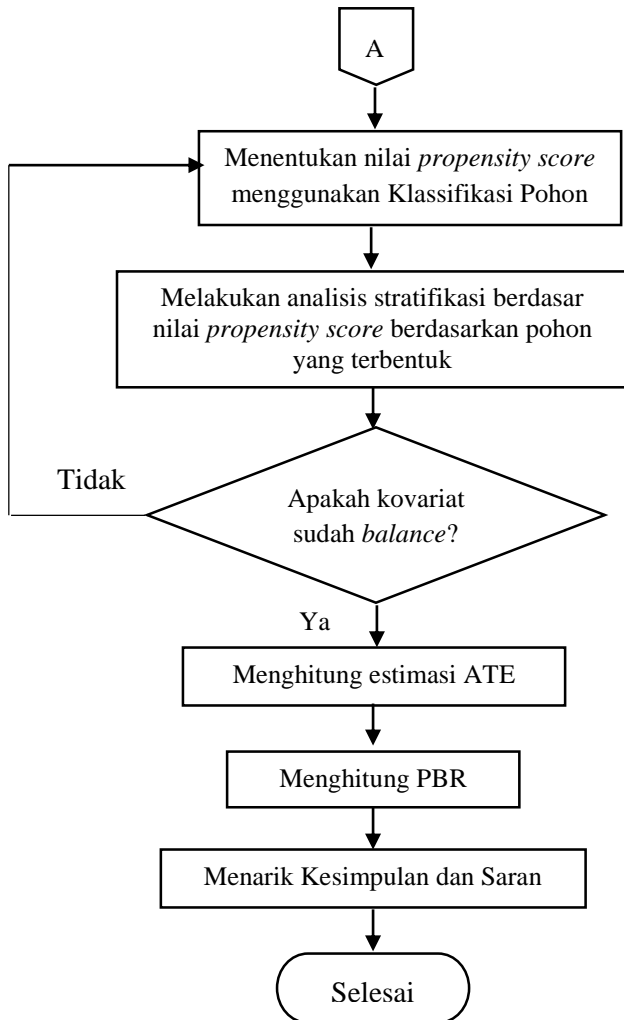 A
Menentukan nilai propensity score
menggunakan Klassifikasi Pohon
Melakukan analisis stratifikasi berdasar
nilai propensity score berdasarkan pohon
yang terbentuk
Tidak
Apakah kovariat
sudah balance?
Ya
Menghitung estimasi ATE
Menghitung PBR
Menarik Kesimpulan dan Saran
Selesai